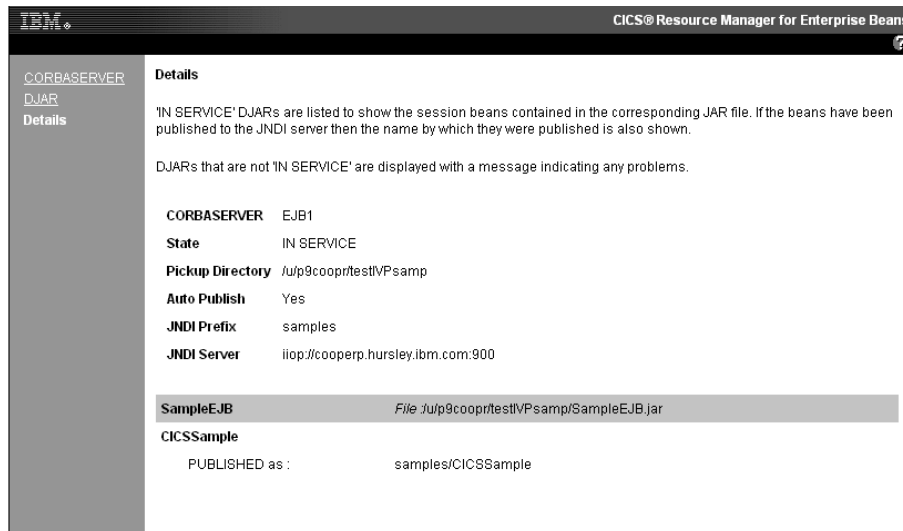 IBM.
CICS® Resource Manager for Enterprise Beans
?
CORBASERVER
DJAR
Details
Details
'IN SERVICE' DJARs are listed to show the session beans contained in the corresponding JAR file. If the beans have been
published to the JNDI server then the name by which they were published is also shown.
DJARs that are not 'IN SERVICE' are displayed with a message indicating any problems.
CORBASERVER EJB1
State IN SERVICE
Pickup Directory /u/p9coopr/testIVPsamp
Auto Publish Yes
JNDI Prefix samples
JNDI Server iiop://cooperp.hursley.ibm.com:900
SampleEJB File :/u/p9coopr/testIVPsamp/SampleEJB.jar
CICSSample
PUBLISHED as : samples/CICSSample